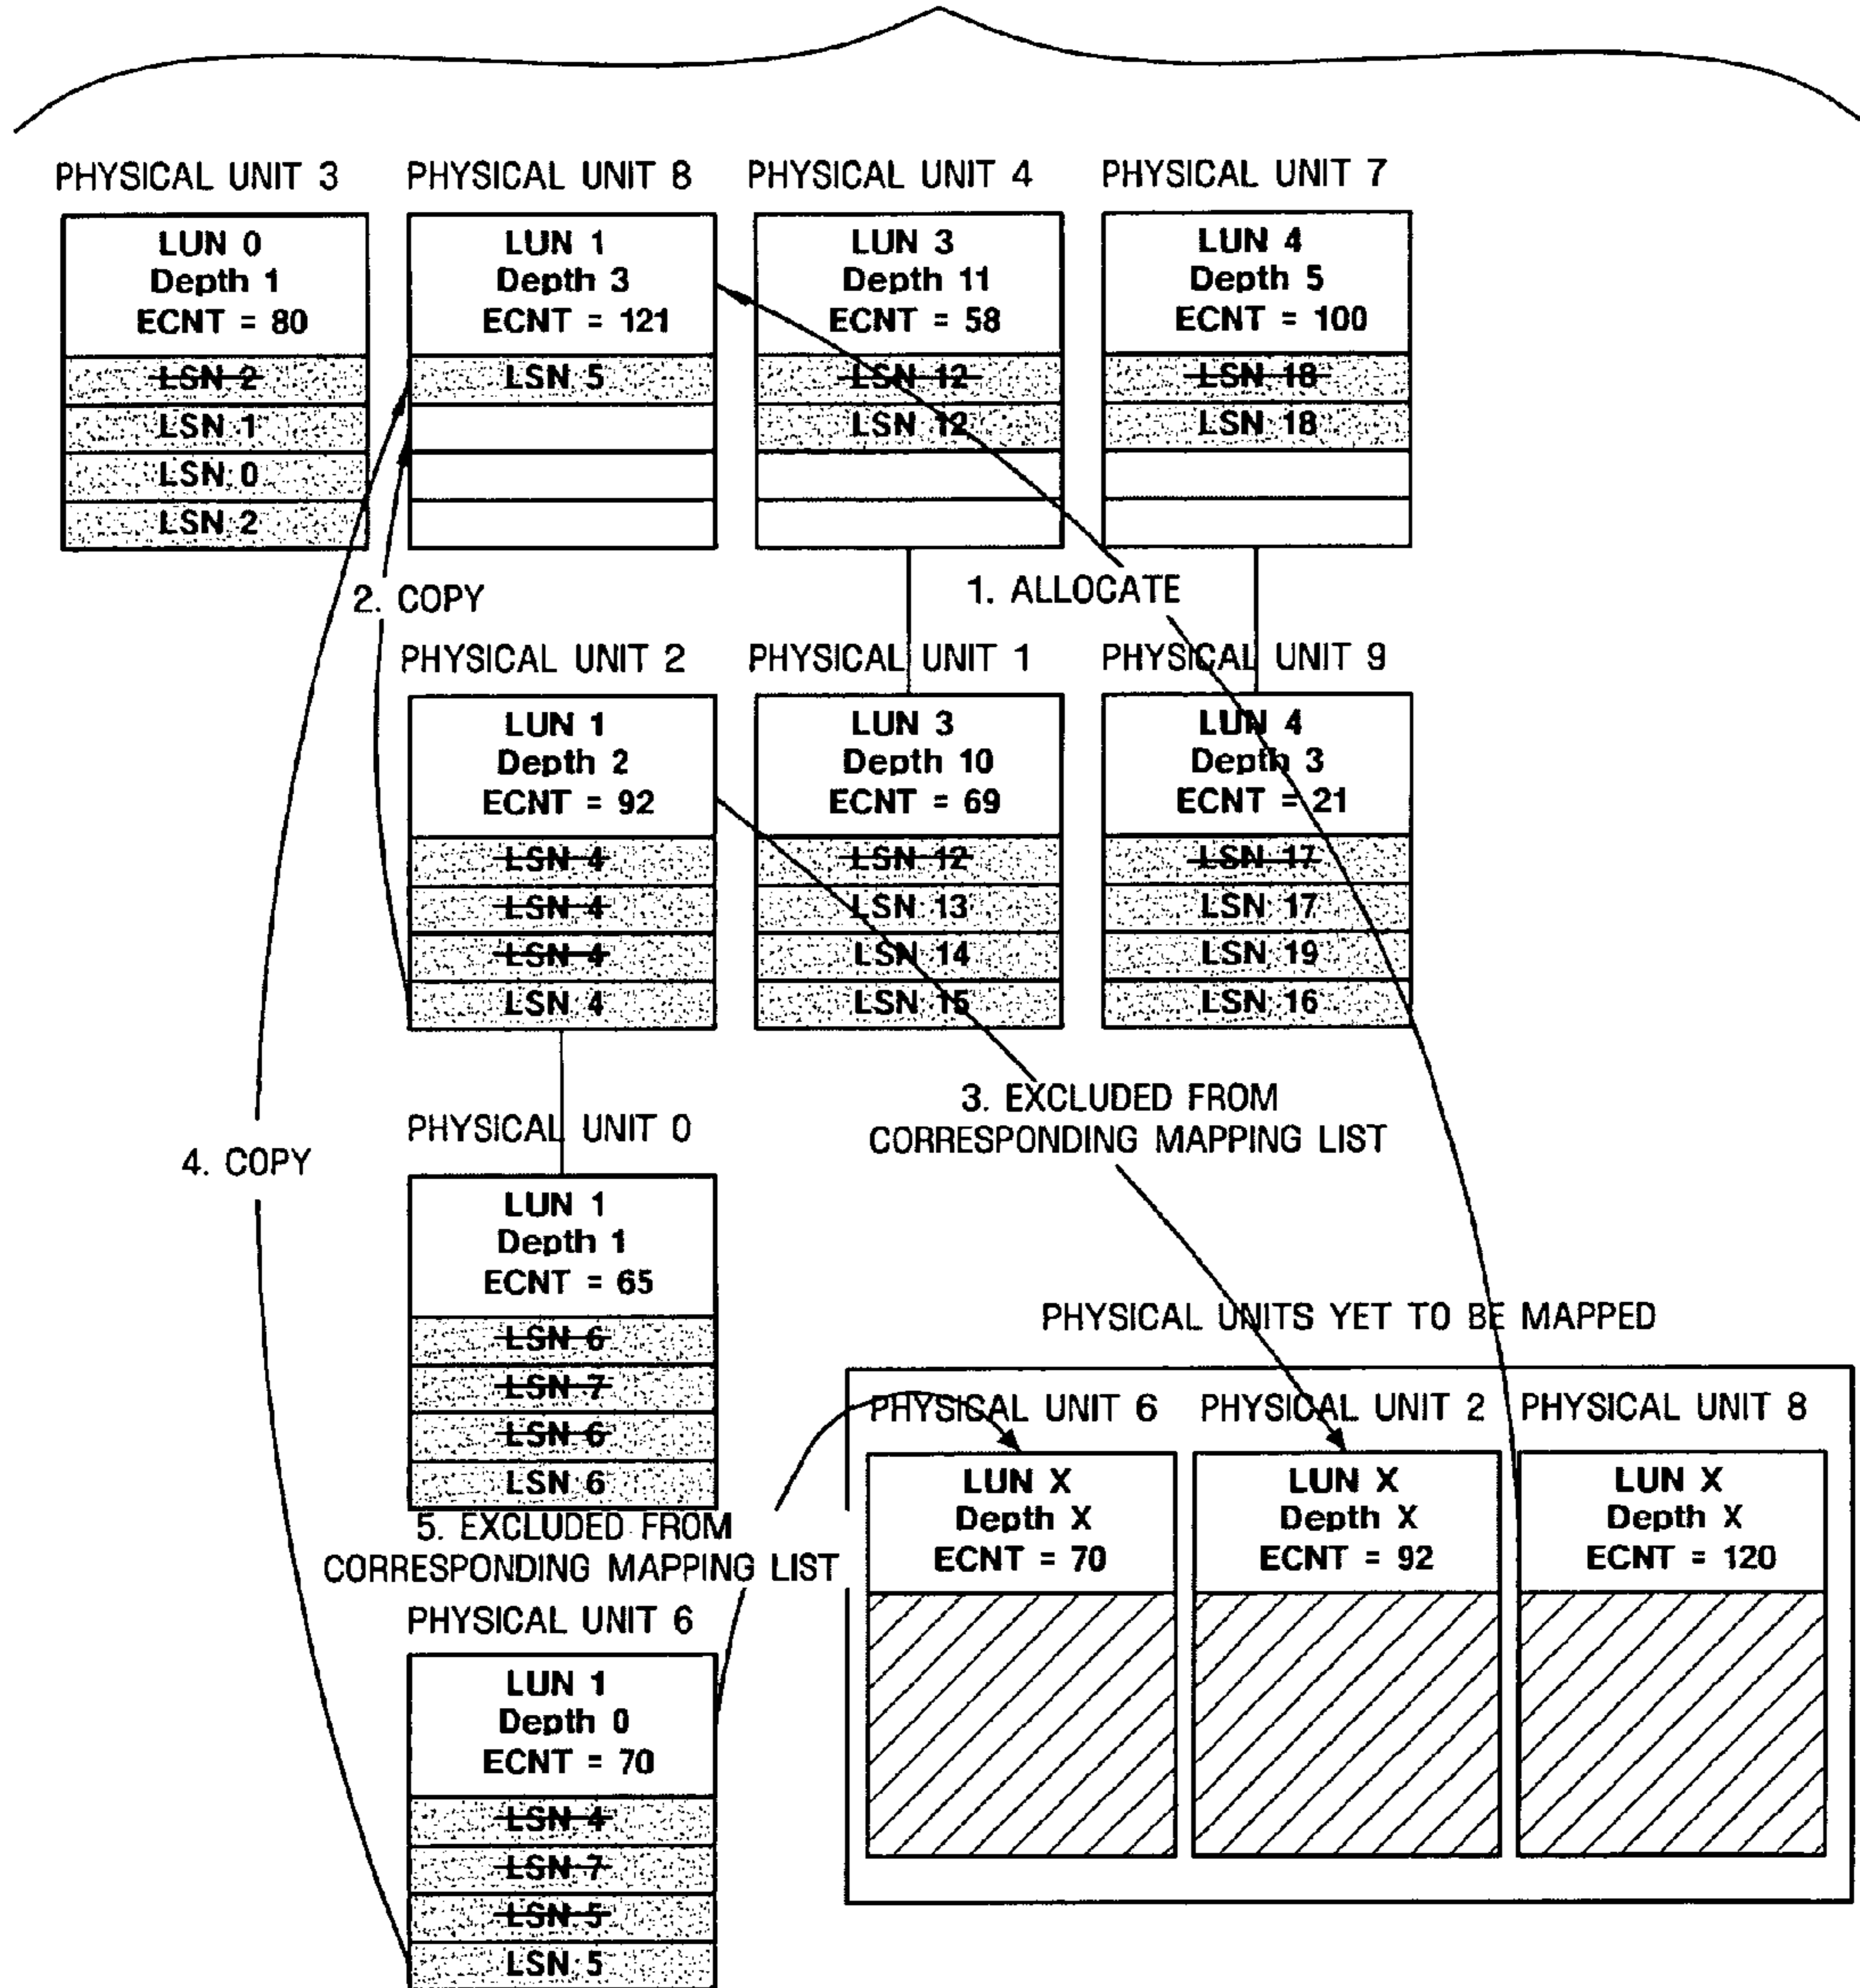 PHYSICAL UNIT 3
LUN 0
Depth 1
ECNT = 80
LSN 2
LSN 1
LSN 0
LSN 2
PHYSICAL UNIT 8
LUN 1
Depth 3
ECNT = 121
LSN 5
PHYSICAL UNIT 4
LUN 3
Depth 11
ECNT = 58
LSN 12
LSN 12
PHYSICAL UNIT 7
LUN 4
Depth 5
ECNT = 100
LSN 18
LSN 18
2. COPY
1. ALLOCATE
PHYSICAL UNIT 2
LUN 1
Depth 2
ECNT = 92
LSN 4
LSN 4
LSN 4
LSN 4
PHYSICAL UNIT 1
LUN 3
Depth 10
ECNT = 69
LSN 12
LSN 13
LSN 14
LSN 15
PHYSICAL UNIT 9
LUN 4
Depth 3
ECNT = 21
LSN 17
LSN 17
LSN 19
LSN 16
3. EXCLUDED FROM
CORRESPONDING MAPPING LIST
4. COPY
PHYSICAL UNIT 0
LUN 1
Depth 1
ECNT = 65
LSN 6
LSN 7
LSN 6
LSN 6
5. EXCLUDED FROM
CORRESPONDING MAPPING LIST
PHYSICAL UNIT 6
LUN 1
Depth 0
ECNT = 70
LSN 4
LSN 7
LSN 5
LSN 5
PHYSICAL UNITS YET TO BE MAPPED
PHYSICAL UNIT 6
LUN X
Depth X
ECNT = 70
PHYSICAL UNIT 2
LUN X
Depth X
ECNT = 92
PHYSICAL UNIT 8
LUN X
Depth X
ECNT = 120